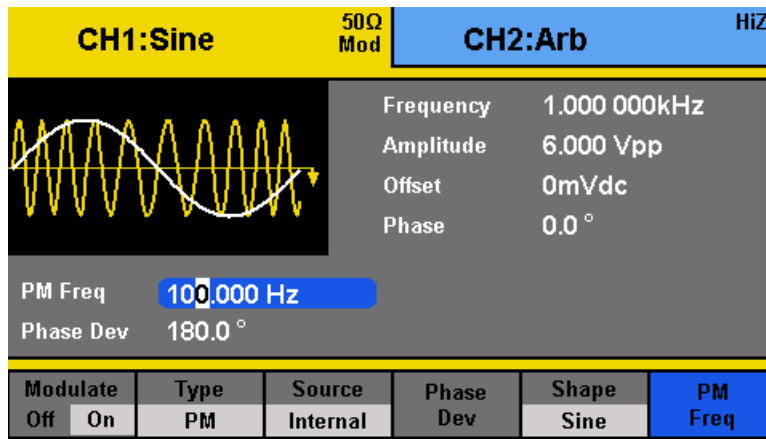 CH1:Sine 50Ω Mod CH2:Arb HiZ
Frequency 1.000 000kHz
Amplitude 6.000 Vpp
Offset 0mVdc
Phase 0.0 °
PM Freq 100.000 Hz
Phase Dev 180.0 °
Modulate Type Source Phase Dev Shape PM Freq
Off On PM Internal Sine